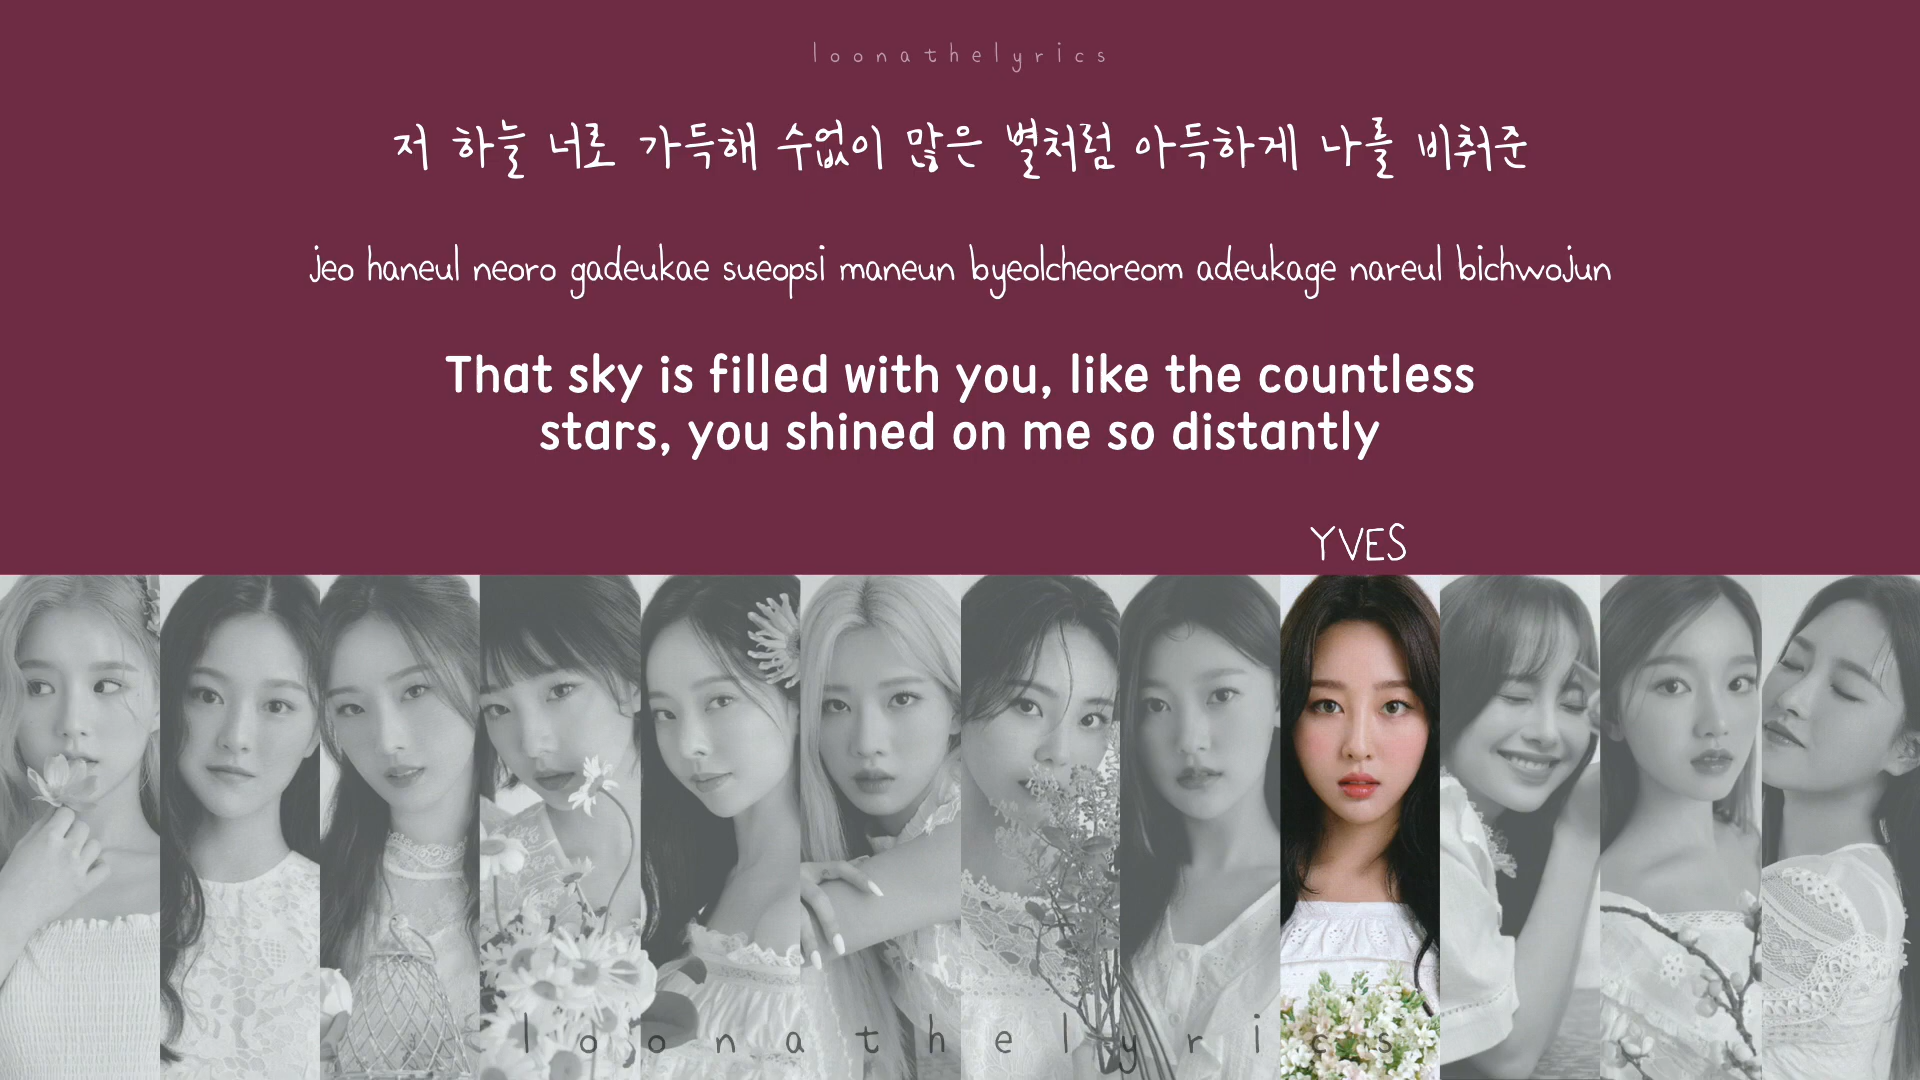 loonathelyrics
저 하늘 너로 가득해 수없이 많은 별처럼 아득하게 나를 비춰준
jeo haneul neoro gadeukae sueopsi maneun byeolcheoreom adeukage nareul bichwojun
That sky is filled with you, like the countless
stars, you shined on me so distantly
YVES
loonathelyrics